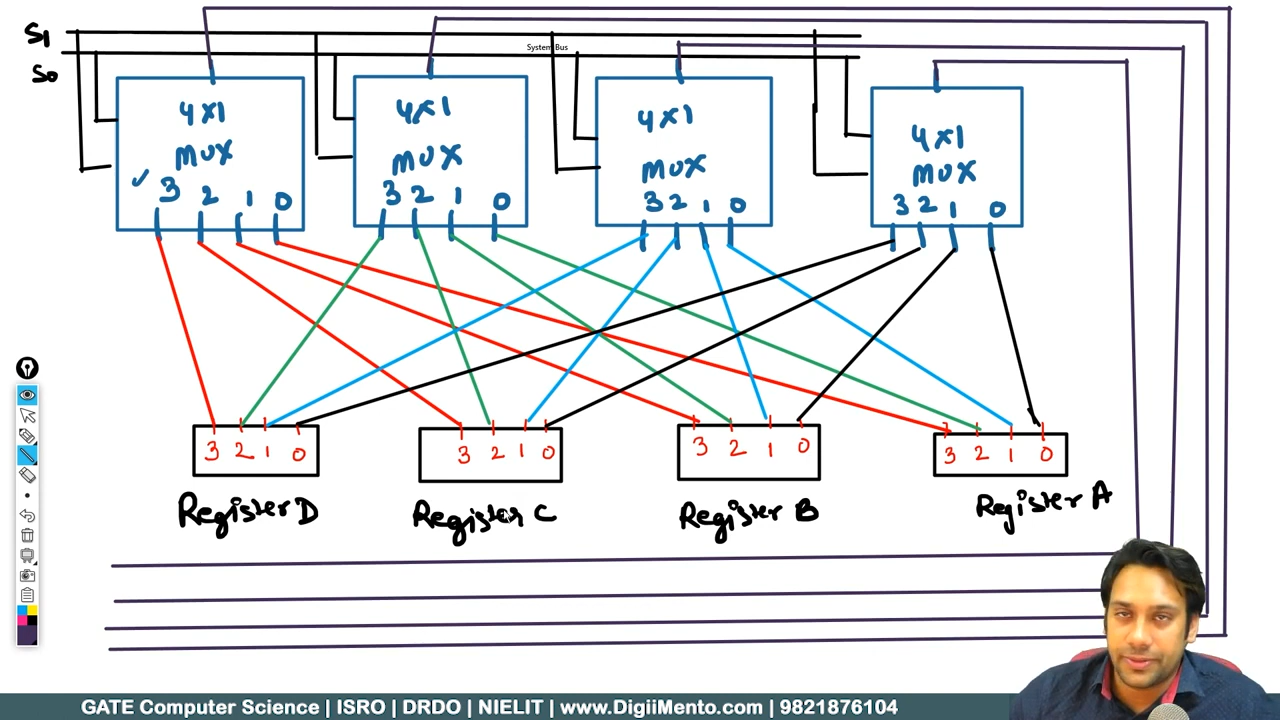 S1
System Bus
S0
4x1
MUX
3 2 1 0
4x1
MUX
3 2 1 0
4x1
MUX
3 2 1 0
4x1
MUX
3 2 1 0
3 2 1 0
Register D
3 2 1 0
Register C
3 2 1 0
Register B
3 2 1 0
Register A
GATE Computer Science | ISRO | DRDO | NIELIT | www.DigiiMento.com | 9821876104